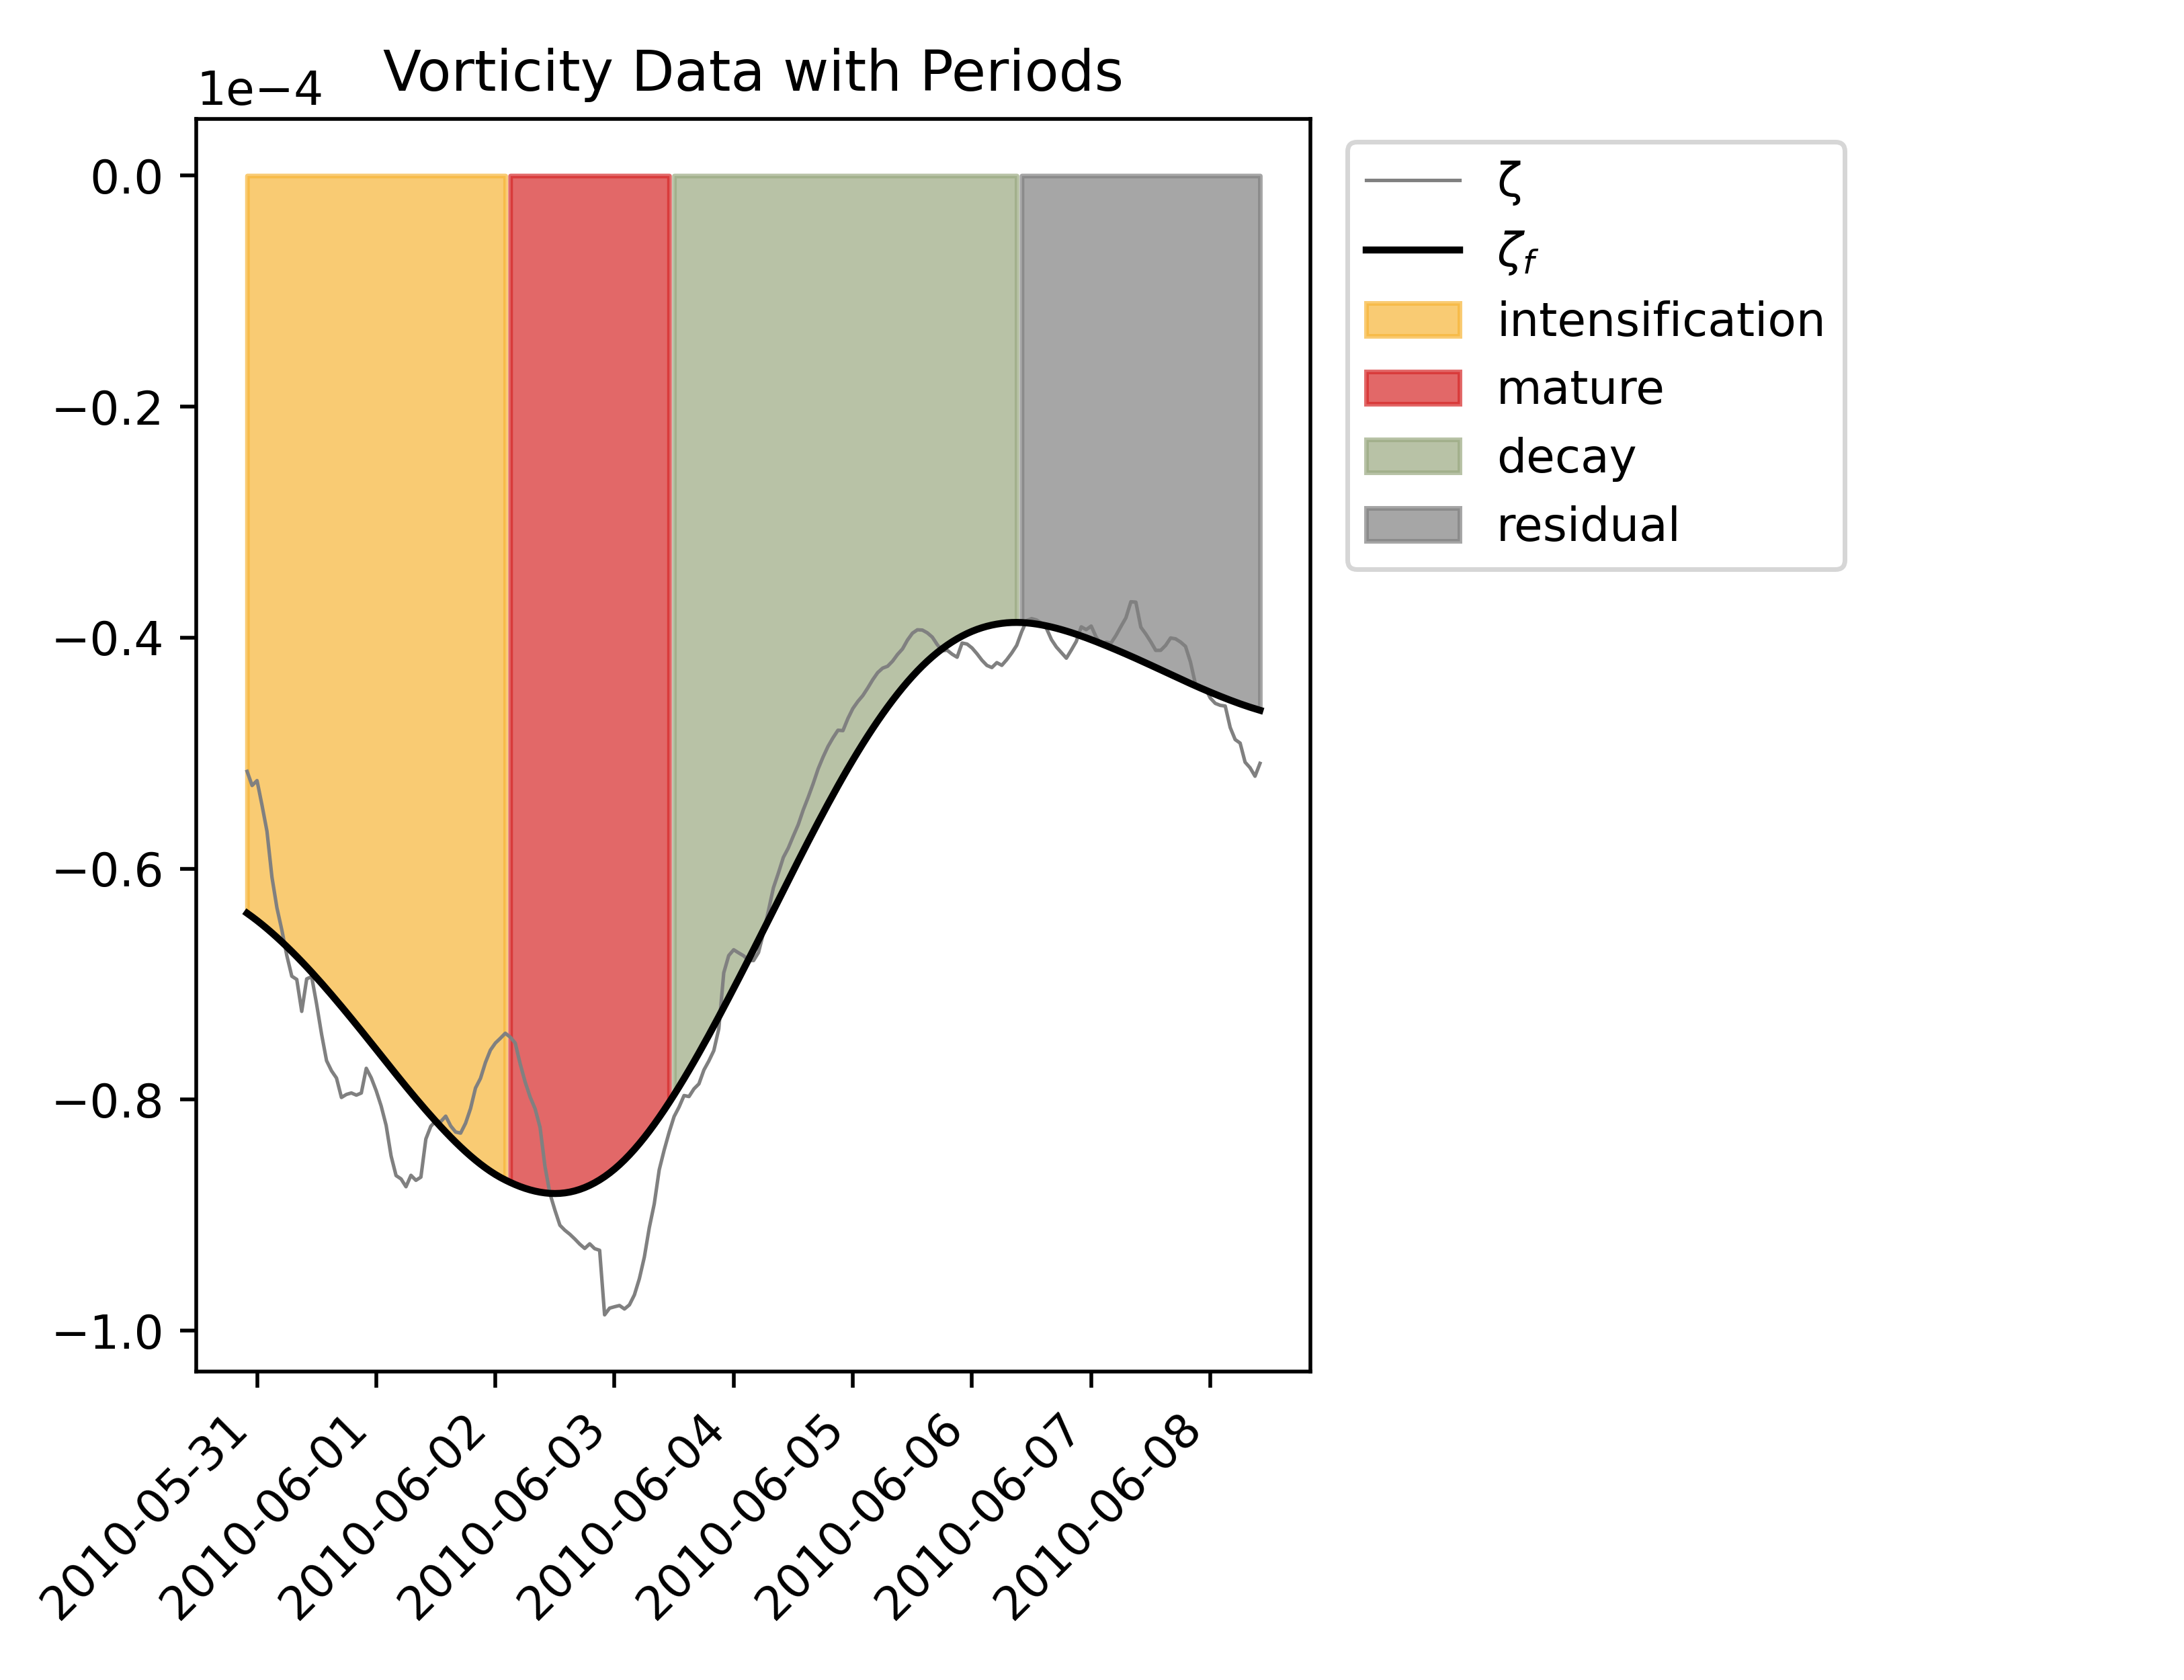 Vorticity Data with Periods
1e−4
0.0
−0.2
−0.4
−0.6
−0.8
−1.0
2010-05-31
2010-06-01
2010-06-02
2010-06-03
2010-06-04
2010-06-05
2010-06-06
2010-06-07
2010-06-08
ζ
ζf
intensification
mature
decay
residual